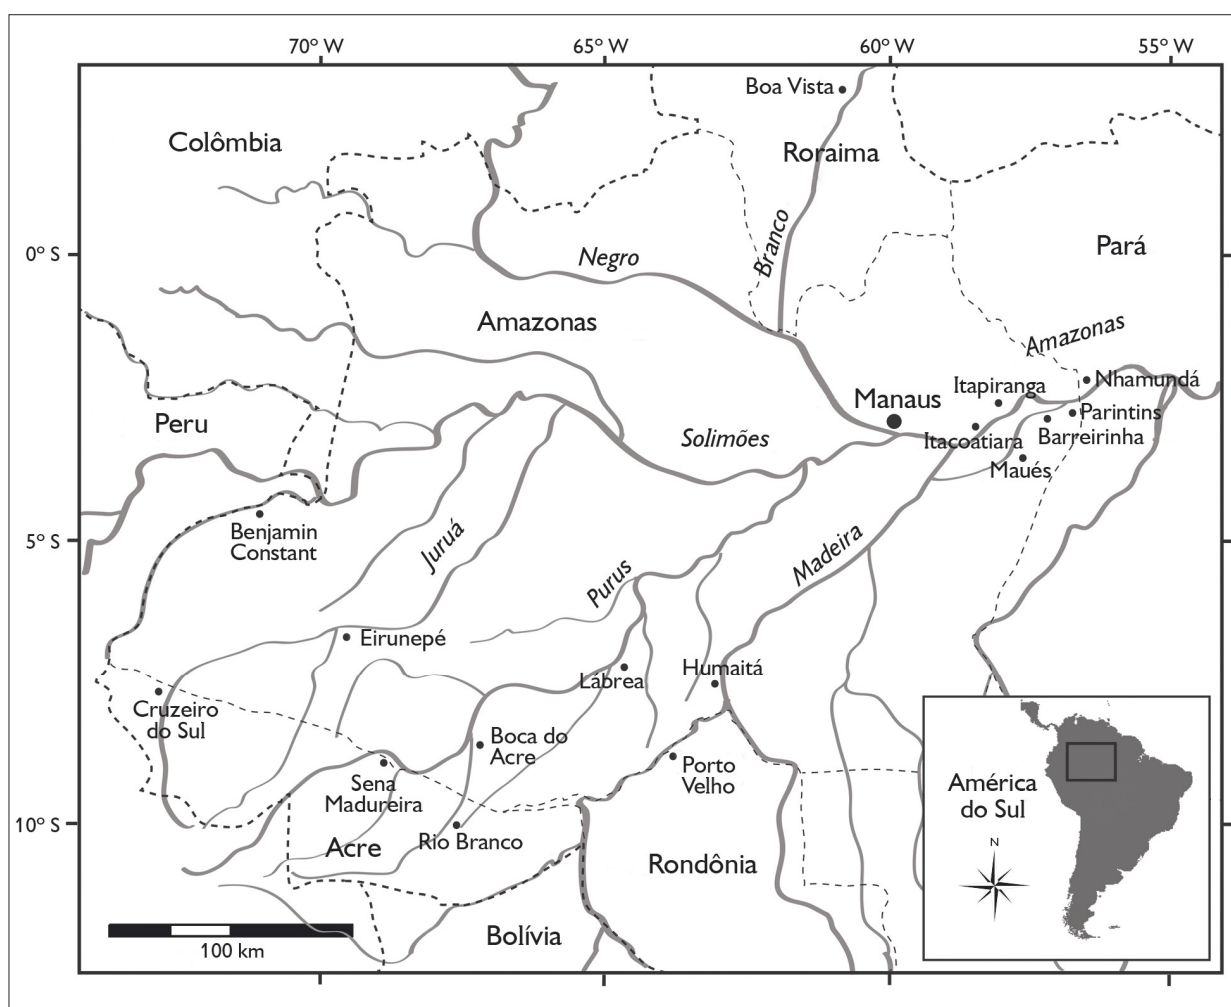 70° W
65° W
60° W
55° W
Boa Vista
Colômbia
Roraima
Branco
Pará
0° S
Negro
Amazonas
Amazonas
Nhamundá
Itapiranga
Manaus
Parintins
Peru
Solimões
Itacoatiara
Barreirinha
Maués
Benjamin
Constant
5° S
Juruá
Madeira
Purus
Eirunepé
Lábrea
Humaitá
Cruzeiro
do Sul
Boca do
Acre
Sena
Madureira
Porto
Velho
América
do Sul
10° S
Rio Branco
Acre
Rondônia
N
Bolívia
100 km